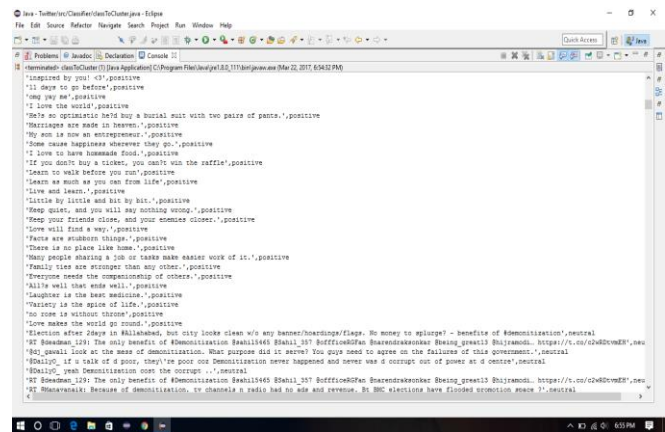 Java - Twitter/src/Classifier/classToCluster.java - Eclipse
File Edit Source Refactor Navigate Search Project Run Window Help
Quick Access Java
Problems @ Javadoc Declaration Console
<terminated> classToCluster (1) [Java Application] C:\Program Files\Java\jre1.8.0_111\bin\javaw.exe (Mar 22, 2017, 6:54:32 PM)
'inspired by you! <3',positive
'11 days to go before',positive
'omg yay me',positive
'I love the world',positive
'He?s so optimistic he?d buy a burial suit with two pairs of pants.',positive
'Marriages are made in heaven.',positive
'My son is now an entrepreneur.',positive
'Some cause happiness wherever they go.',positive
'I love to have homemade food.',positive
'If you don?t buy a ticket, you can?t win the raffle',positive
'Learn to walk before you run',positive
'Learn as much as you can from life',positive
'Live and learn.',positive
'Little by little and bit by bit.',positive
'Keep quiet, and you will say nothing wrong.',positive
'Keep your friends close, and your enemies closer.',positive
'Love will find a way.',positive
'Facts are stubborn things.',positive
'There is no place like home.',positive
'Many people sharing a job or tasks make easier work of it.',positive
'Family ties are stronger than any other.',positive
'Everyone needs the companionship of others.',positive
'All?s well that ends well.',positive
'Laughter is the best medicine.',positive
'Variety is the spice of life.',positive
'no rose is without throne',positive
'Love makes the world go round.',positive
'Election after 2days in #Allahabad, but city looks clean w/o any banner/hoardings/flags. No money to splurge? - benefits of #demonitization',neutral
'RT @deadman_129: The only benefit of #Demonitization @sahil5465 @Sahil_357 @offficeRGFan @narendraksonkar @being_great13 @narendramodi… https://t.co/c2wRDtvmER',neu
'@dj_gawali look at the mess of demonitization. What purpose did it serve? You guys need to agree on the failures of this government.',neutral
'@DailyO_ if u talk of d poor, they\'re poor coz Demonitization never happened and never was d corrupt out of power at d centre',neutral
'@DailyO_ yeah Demonitization cost the corrupt ..',neutral
'RT @deadman_129: The only benefit of #Demonitization @sahil5465 @Sahil_357 @offficeRGFan @narendraksonkar @being_great13 @narendramodi… https://t.co/c2wRDtvmER',neu
'RT @Manavanaik: Because of demonitization, tv channels n radio had no ads and revenue. Bt BMC elections have flooded promotion space ?',neutral
6:55 PM